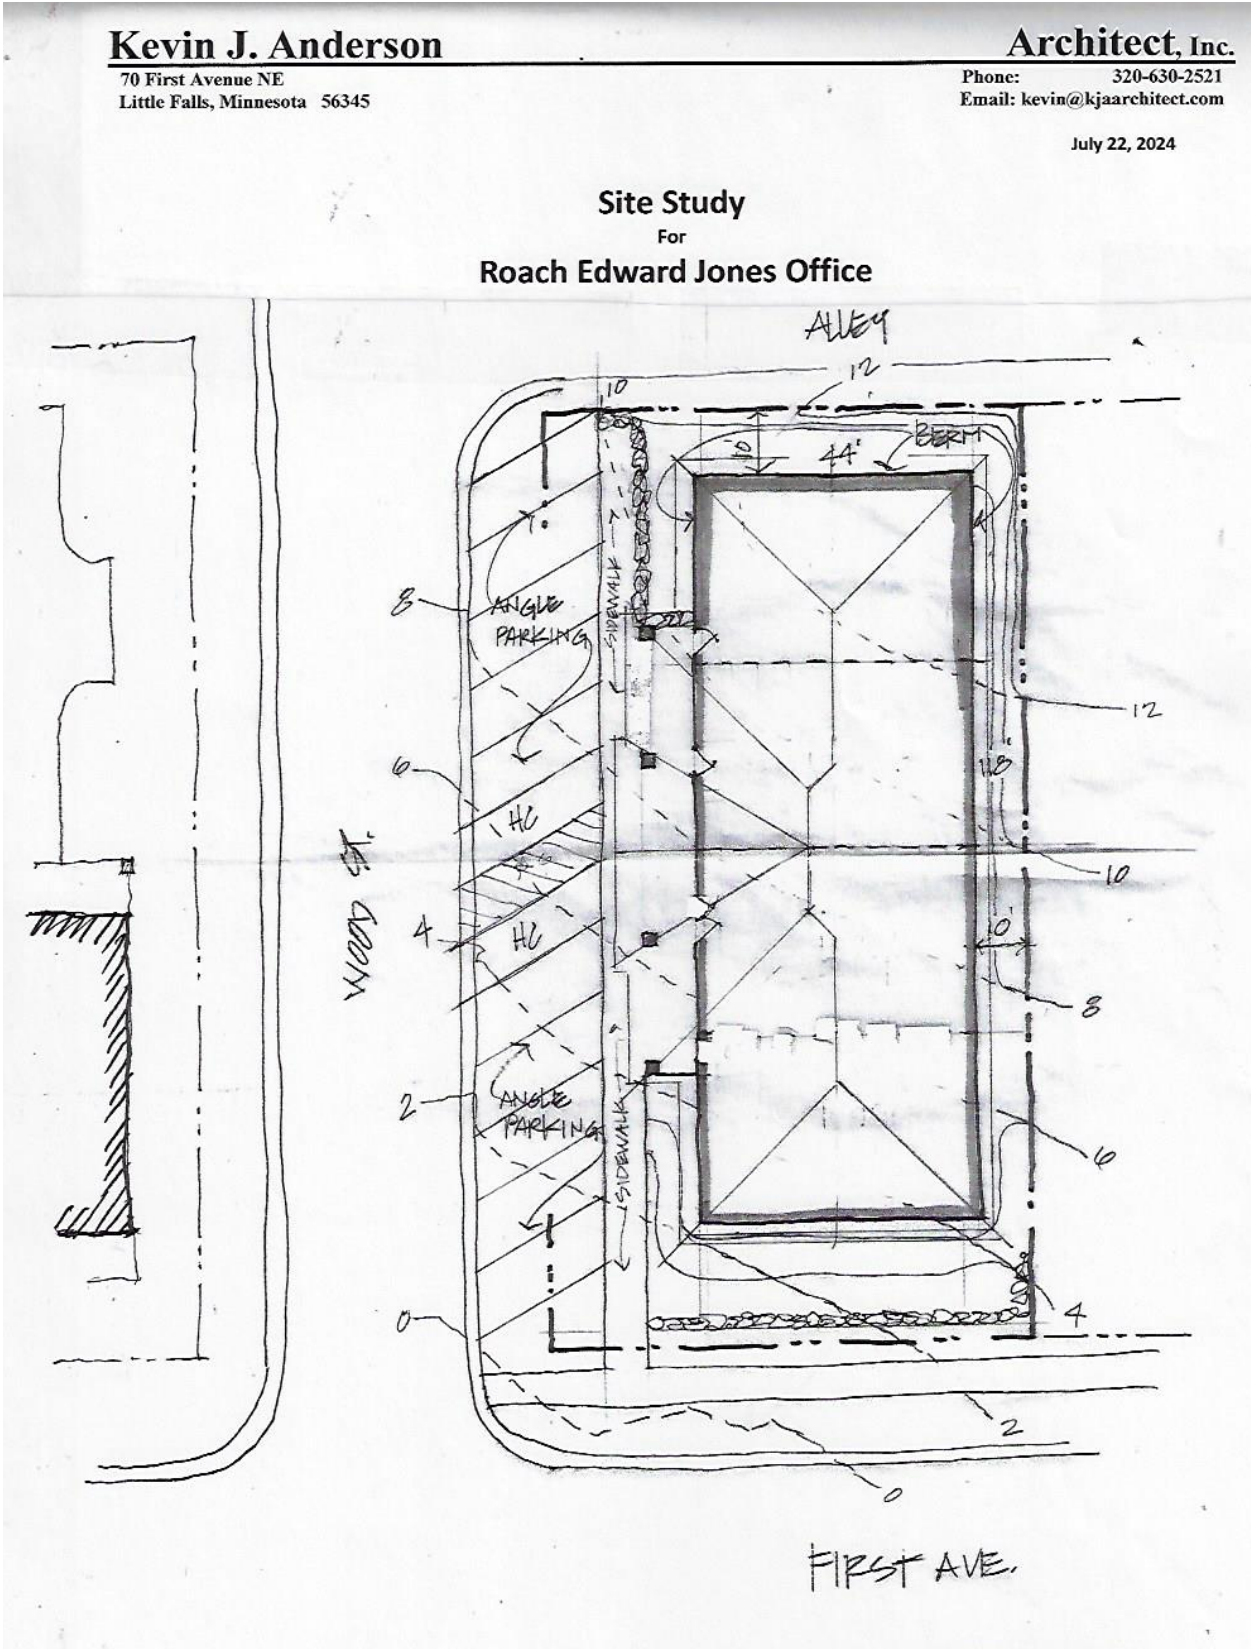 Kevin J. Anderson
Architect, Inc.
70 First Avenue NE
Little Falls, Minnesota 56345
Phone: 320-630-2521
Email: kevin@kjaarchitect.com
July 22, 2024
Site Study
For
Roach Edward Jones Office
ALLEY
12
10
BERM
44'
10'
8
ANGLE
PARKING
SIDEWALK
12
118'
6
HC
10
4
HC
WOOD ST.
10'
8
2
ANGLE
PARKING
SIDEWALK
6
0
4
2
0
FIRST AVE.